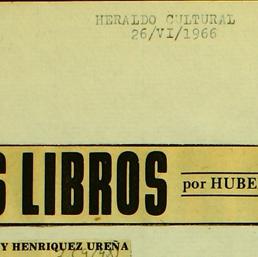 HERALDO CULTURAL
26/VI/1966
S LIBROS
por HUBE
Y HENRIQUEZ UREÑA